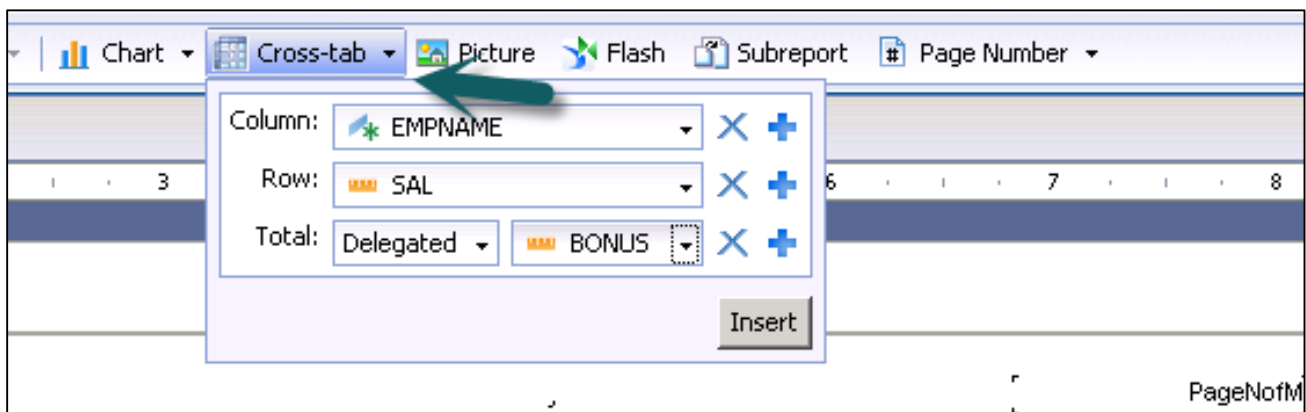 Chart Cross-tab Picture Flash Subreport # Page Number
Column: EMPNAME
3 Row: SAL 6 7 8
Total: Delegated BONUS
Insert
PageNofM